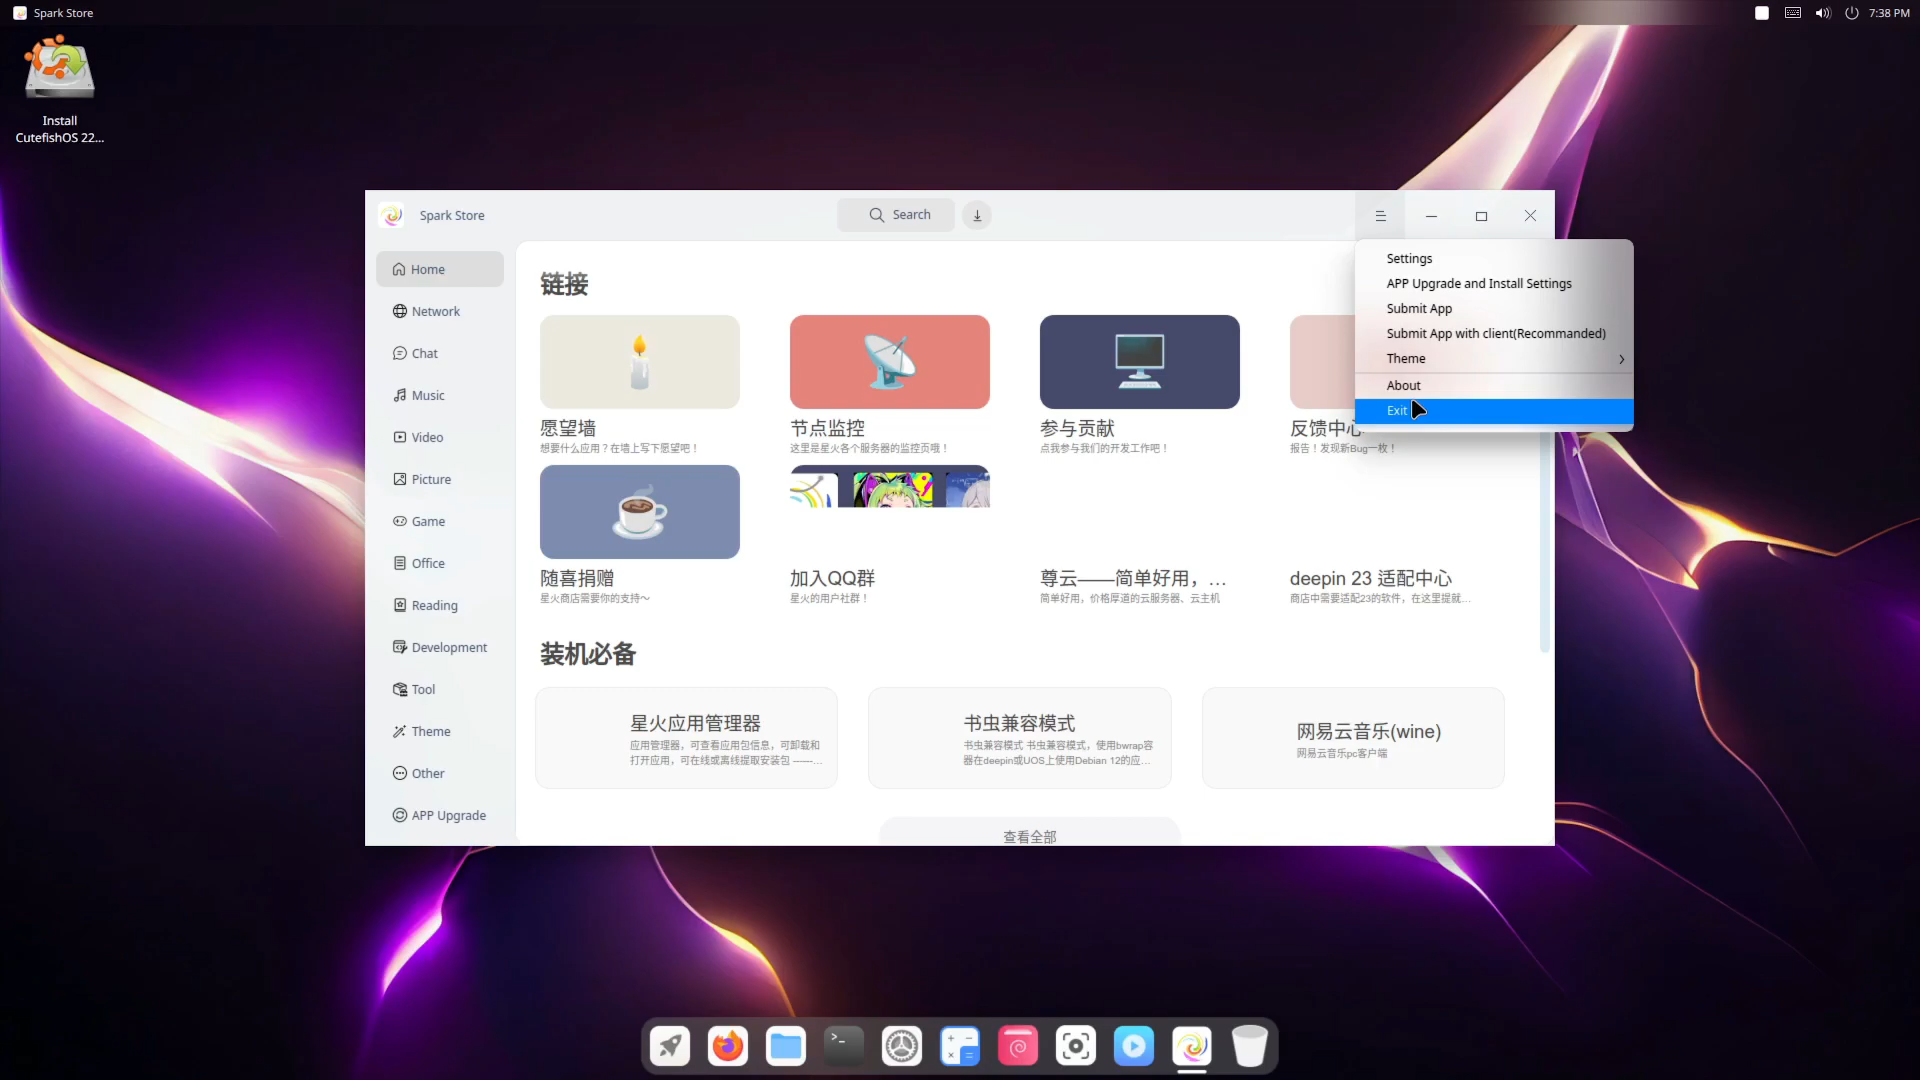 Spark Store
7:38 PM
Install
CutefishOS 22...
Spark Store
Search
Home
Network
Chat
Music
Video
Picture
Game
Office
Reading
Development
Tool
Theme
Other
APP Upgrade
Settings
APP Upgrade and Install Settings
Submit App
Submit App with client(Recommanded)
Theme
About
Exit
链接
愿望墙
想要什么应用？在墙上写下愿望吧！
节点监控
这里是星火各个服务器的监控页哦！
参与贡献
点我参与我们的开发工作吧！
反馈中心
报告！发现新Bug一枚！
随喜捐赠
星火商店需要你的支持～
加入QQ群
星火的用户社群！
尊云——简单好用，...
简单好用，价格厚道的云服务器、云主机
deepin 23 适配中心
商店中需要适配23的软件，在这里提就...
装机必备
星火应用管理器
应用管理器，可查看应用包信息，可卸载和
打开应用，可在线或离线提取安装包 ------...
书虫兼容模式
书虫兼容模式 书虫兼容模式，使用bwrap容
器在deepin或UOS上使用Debian 12的应...
网易云音乐(wine)
网易云音乐pc客户端
查看全部